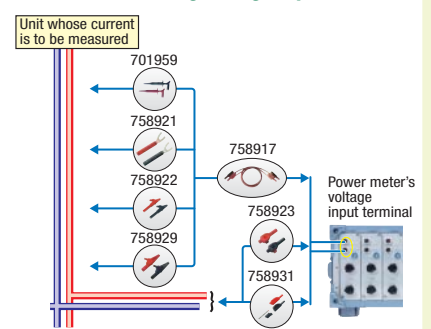 Unit whose current
is to be measured
701959
758921
758917
758922
Power meter's
voltage
input terminal
758923
758929
758931